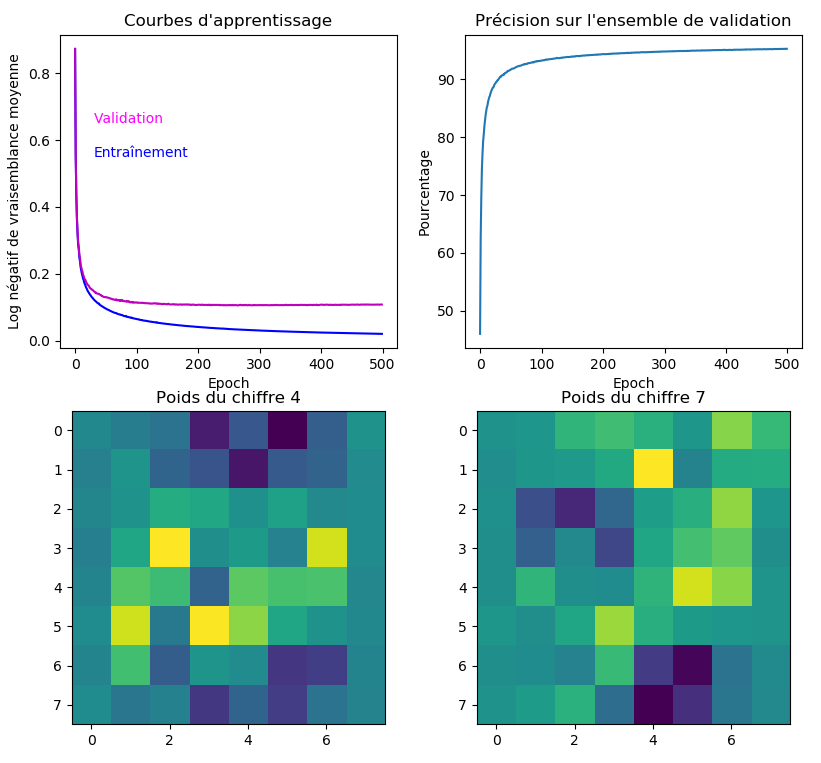 Courbes d'apprentissage
Log négatif de vraisemblance moyenne
0.8
0.6
0.4
0.2
0.0
Validation
Entraînement
0 100 200 300 400 500
Epoch
Précision sur l'ensemble de validation
Pourcentage
90
80
70
60
50
0 100 200 300 400 500
Epoch
Poids du chiffre 4
0
1
2
3
4
5
6
7
0 2 4 6
Poids du chiffre 7
0
1
2
3
4
5
6
7
0 2 4 6